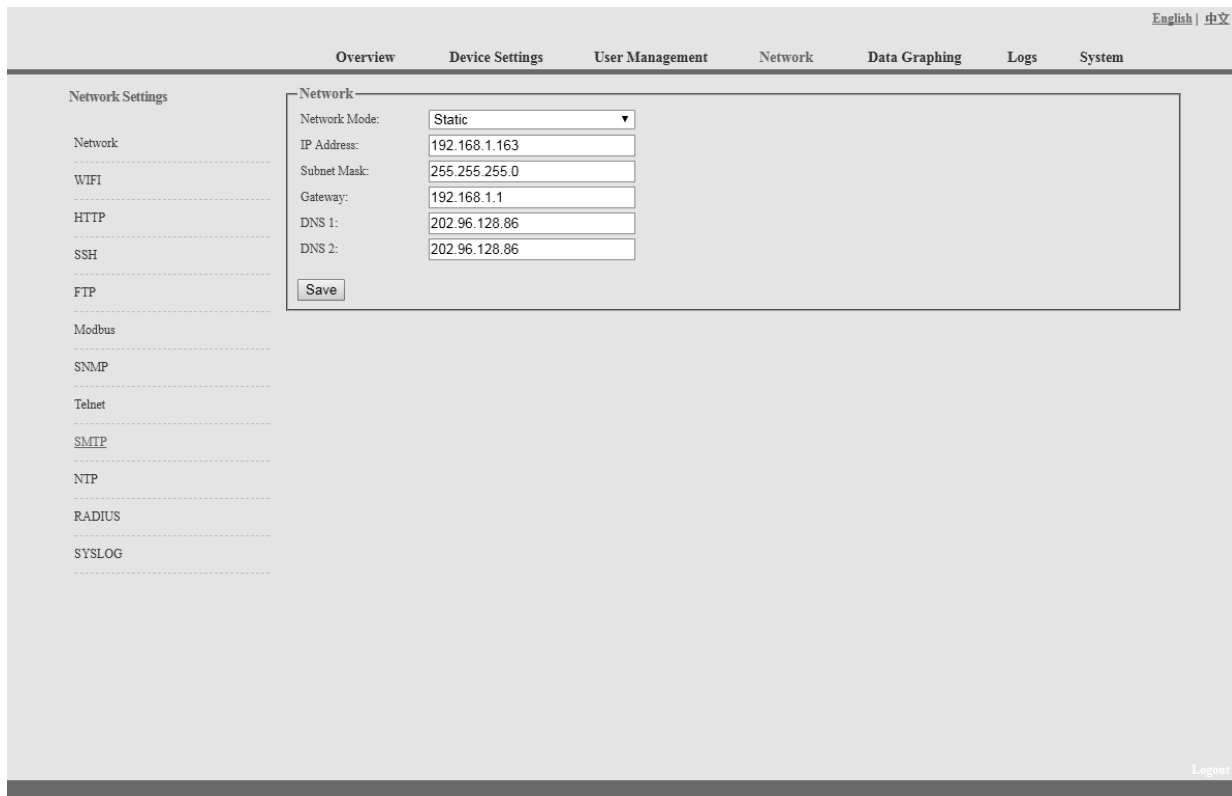 English | 中文
Overview Device Settings User Management Network Data Graphing Logs System
Network Settings
Network
WIFI
HTTP
SSH
FTP
Modbus
SNMP
Telnet
SMTP
NTP
RADIUS
SYSLOG
Network
Network Mode: Static
IP Address: 192.168.1.163
Subnet Mask: 255.255.255.0
Gateway: 192.168.1.1
DNS 1: 202.96.128.86
DNS 2: 202.96.128.86
Save
Logout